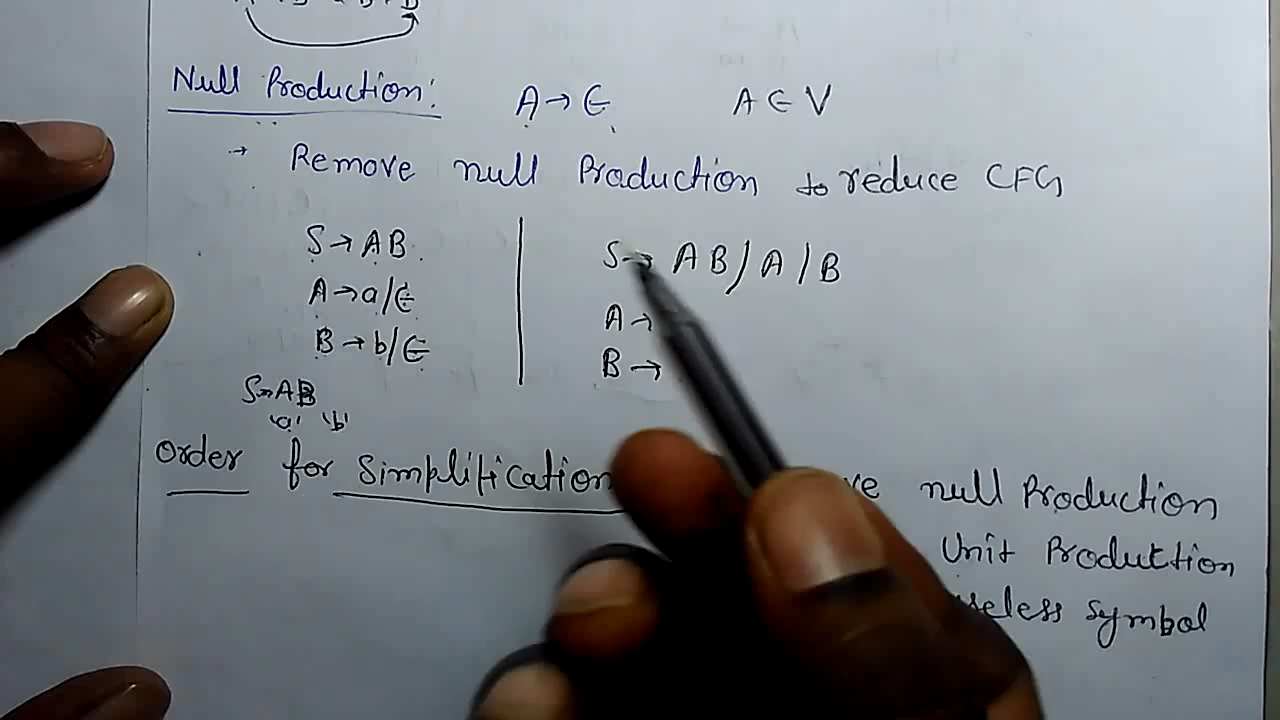 Null Production: A → ∈ A ∈ V
→ Remove null Production to reduce CFG
S → AB
A → a/∈
B → b/∈
S → AB
'a' 'b'
S → AB/A/B
A →
B →
Order for Simplification
null Production
Unit Production
useless symbol